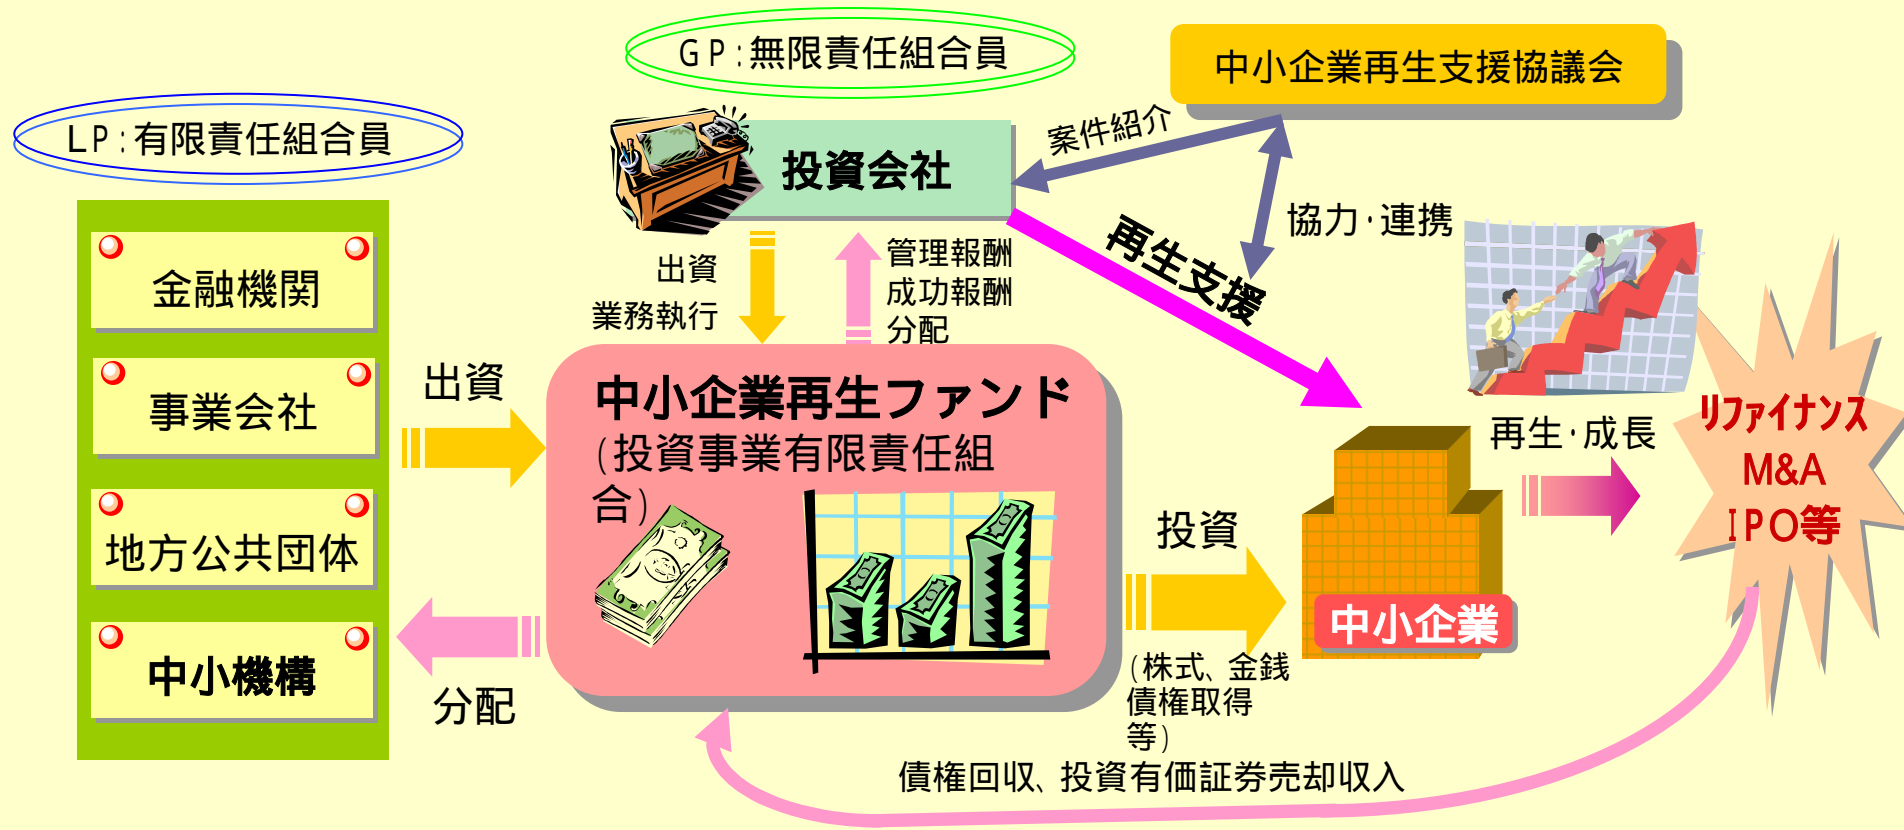 GP:無限責任組合員
中小企業再生支援協議会
LP:有限責任組合員
案件紹介
投資会社
協力・連携
再生支援
金融機関
出資
業務執行
管理報酬
成功報酬
分配
事業会社
出資
中小企業再生ファンド
(投資事業有限責任組
合)
再生・成長
リファイナンス
M&A
IPO等
地方公共団体
投資
中小企業
中小機構
分配
(株式、金銭
債権取得
等)
債権回収、投資有価証券売却収入